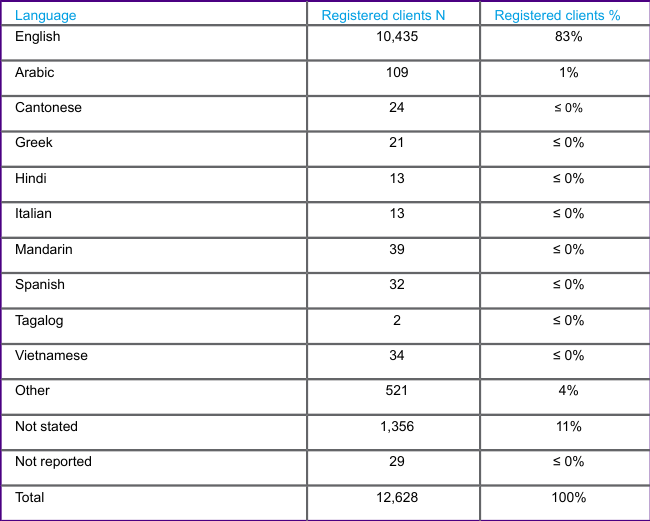 Language Registered clients N Registered clients %
English 10,435 83%
Arabic 109 1%
Cantonese 24 ≤ 0%
Greek 21 ≤ 0%
Hindi 13 ≤ 0%
Italian 13 ≤ 0%
Mandarin 39 ≤ 0%
Spanish 32 ≤ 0%
Tagalog 2 ≤ 0%
Vietnamese 34 ≤ 0%
Other 521 4%
Not stated 1,356 11%
Not reported 29 ≤ 0%
Total 12,628 100%